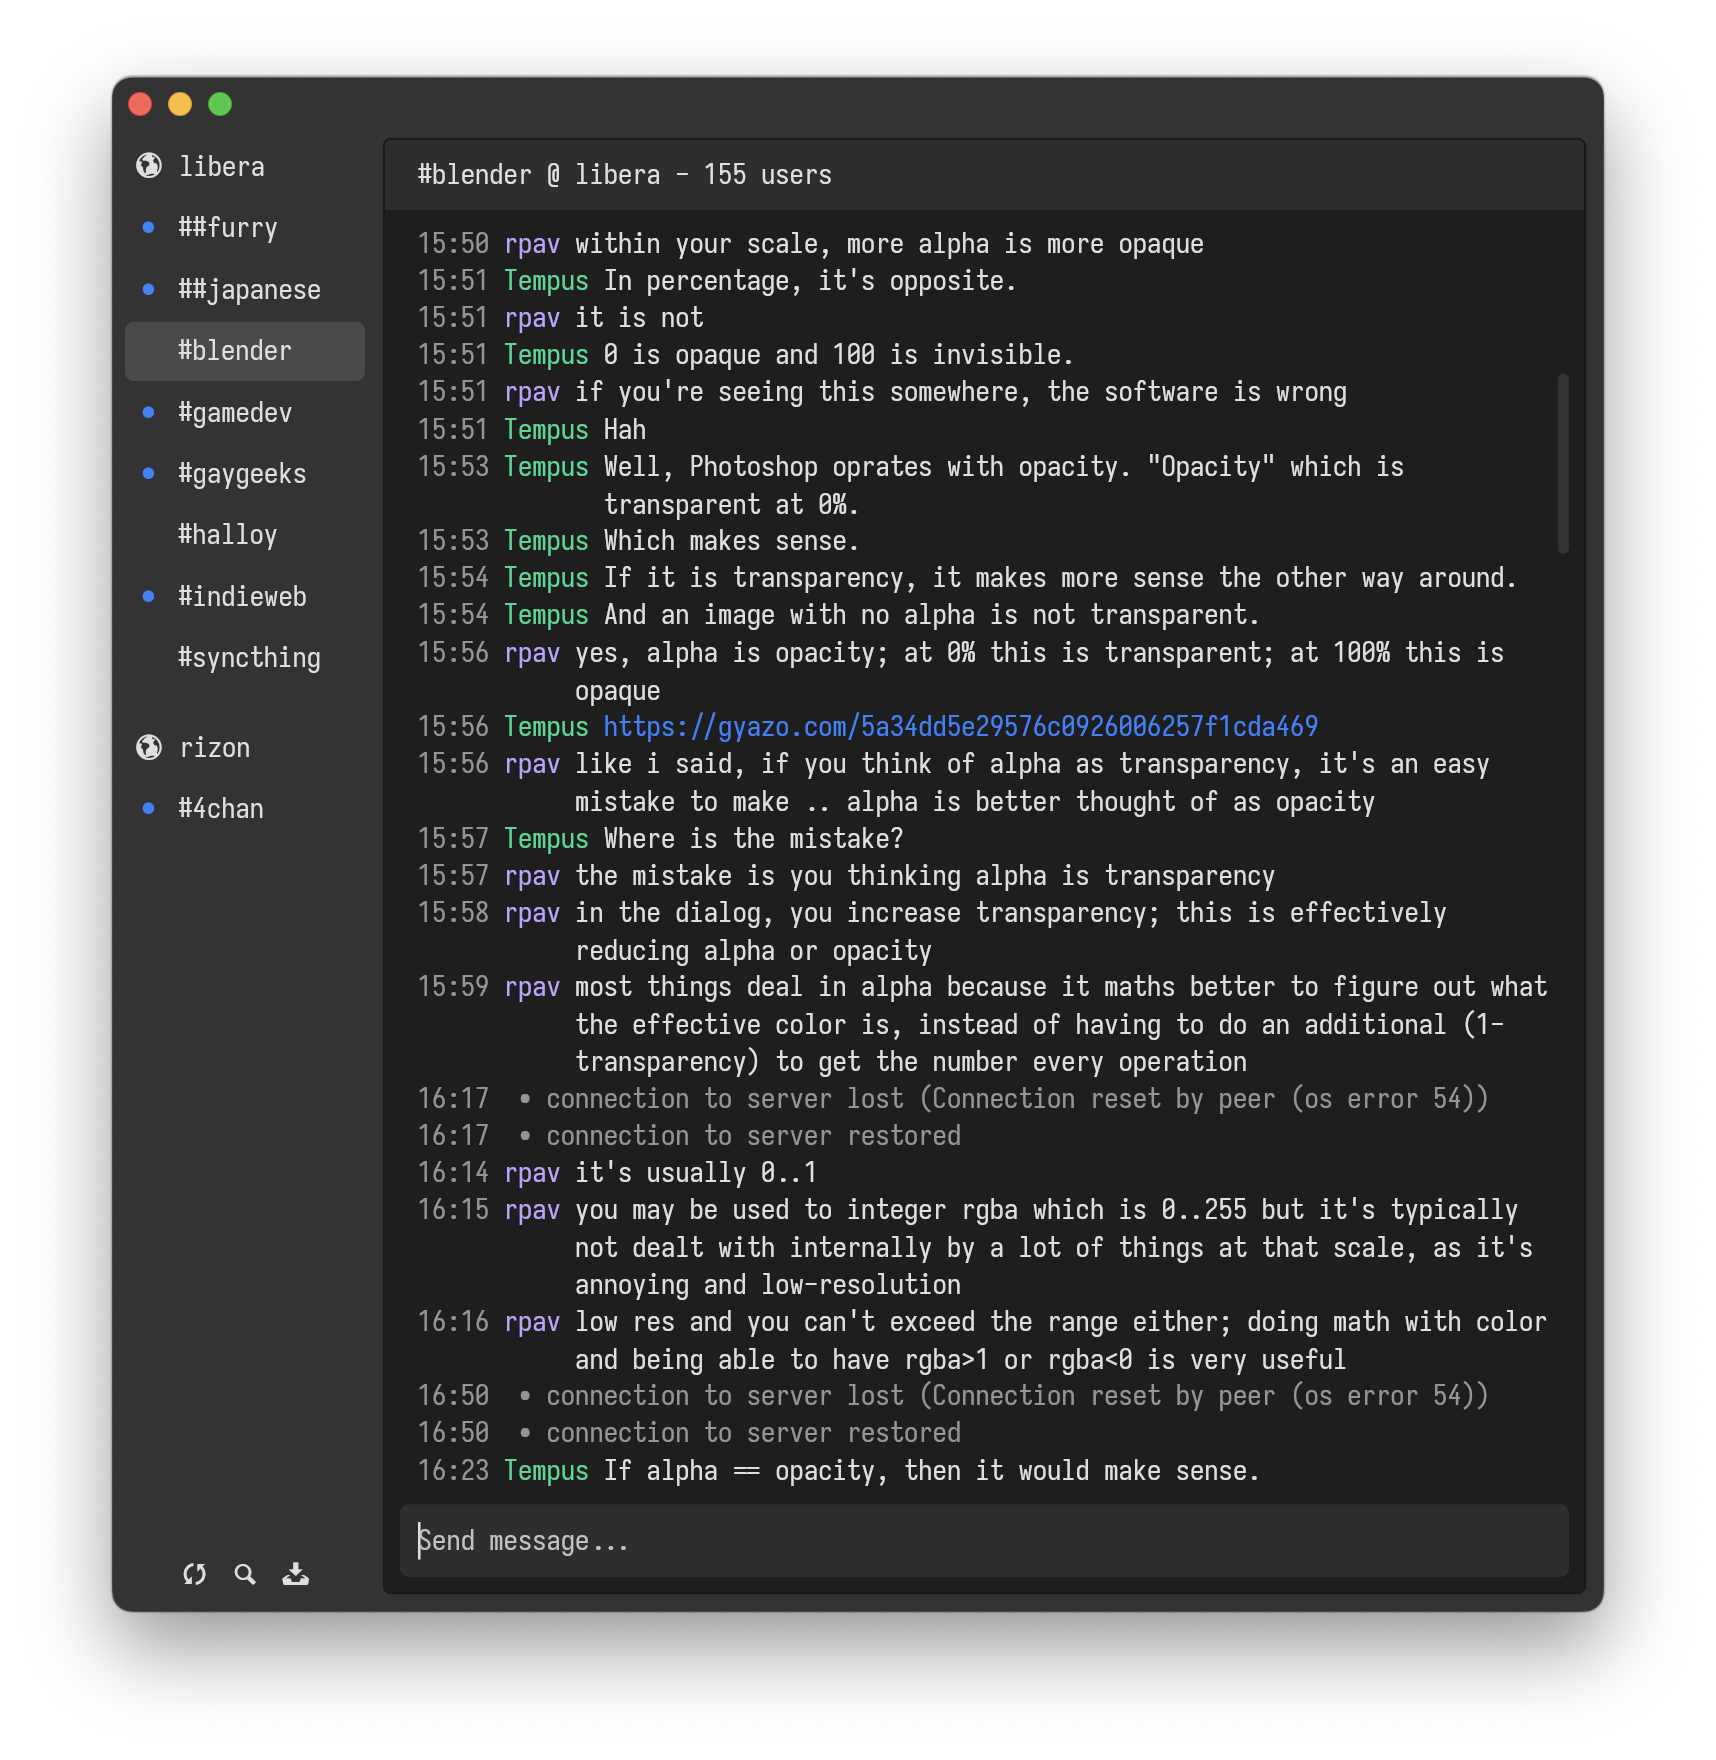 libera
##furry
##japanese
#blender
#gamedev
#gaygeeks
#halloy
#indieweb
#syncthing
rizon
#4chan
#blender @ libera - 155 users
15:50 rpav within your scale, more alpha is more opaque
15:51 Tempus In percentage, it's opposite.
15:51 rpav it is not
15:51 Tempus 0 is opaque and 100 is invisible.
15:51 rpav if you're seeing this somewhere, the software is wrong
15:51 Tempus Hah
15:53 Tempus Well, Photoshop oprates with opacity. "Opacity" which is
transparent at 0%.
15:53 Tempus Which makes sense.
15:54 Tempus If it is transparency, it makes more sense the other way around.
15:54 Tempus And an image with no alpha is not transparent.
15:56 rpav yes, alpha is opacity; at 0% this is transparent; at 100% this is
opaque
15:56 Tempus https://gyazo.com/5a34dd5e29576c0926006257f1cda469
15:56 rpav like i said, if you think of alpha as transparency, it's an easy
mistake to make .. alpha is better thought of as opacity
15:57 Tempus Where is the mistake?
15:57 rpav the mistake is you thinking alpha is transparency
15:58 rpav in the dialog, you increase transparency; this is effectively
reducing alpha or opacity
15:59 rpav most things deal in alpha because it maths better to figure out what
the effective color is, instead of having to do an additional (1-
transparency) to get the number every operation
16:17 • connection to server lost (Connection reset by peer (os error 54))
16:17 • connection to server restored
16:14 rpav it's usually 0..1
16:15 rpav you may be used to integer rgba which is 0..255 but it's typically
not dealt with internally by a lot of things at that scale, as it's
annoying and low-resolution
16:16 rpav low res and you can't exceed the range either; doing math with color
and being able to have rgba>1 or rgba<0 is very useful
16:50 • connection to server lost (Connection reset by peer (os error 54))
16:50 • connection to server restored
16:23 Tempus If alpha == opacity, then it would make sense.
Send message...